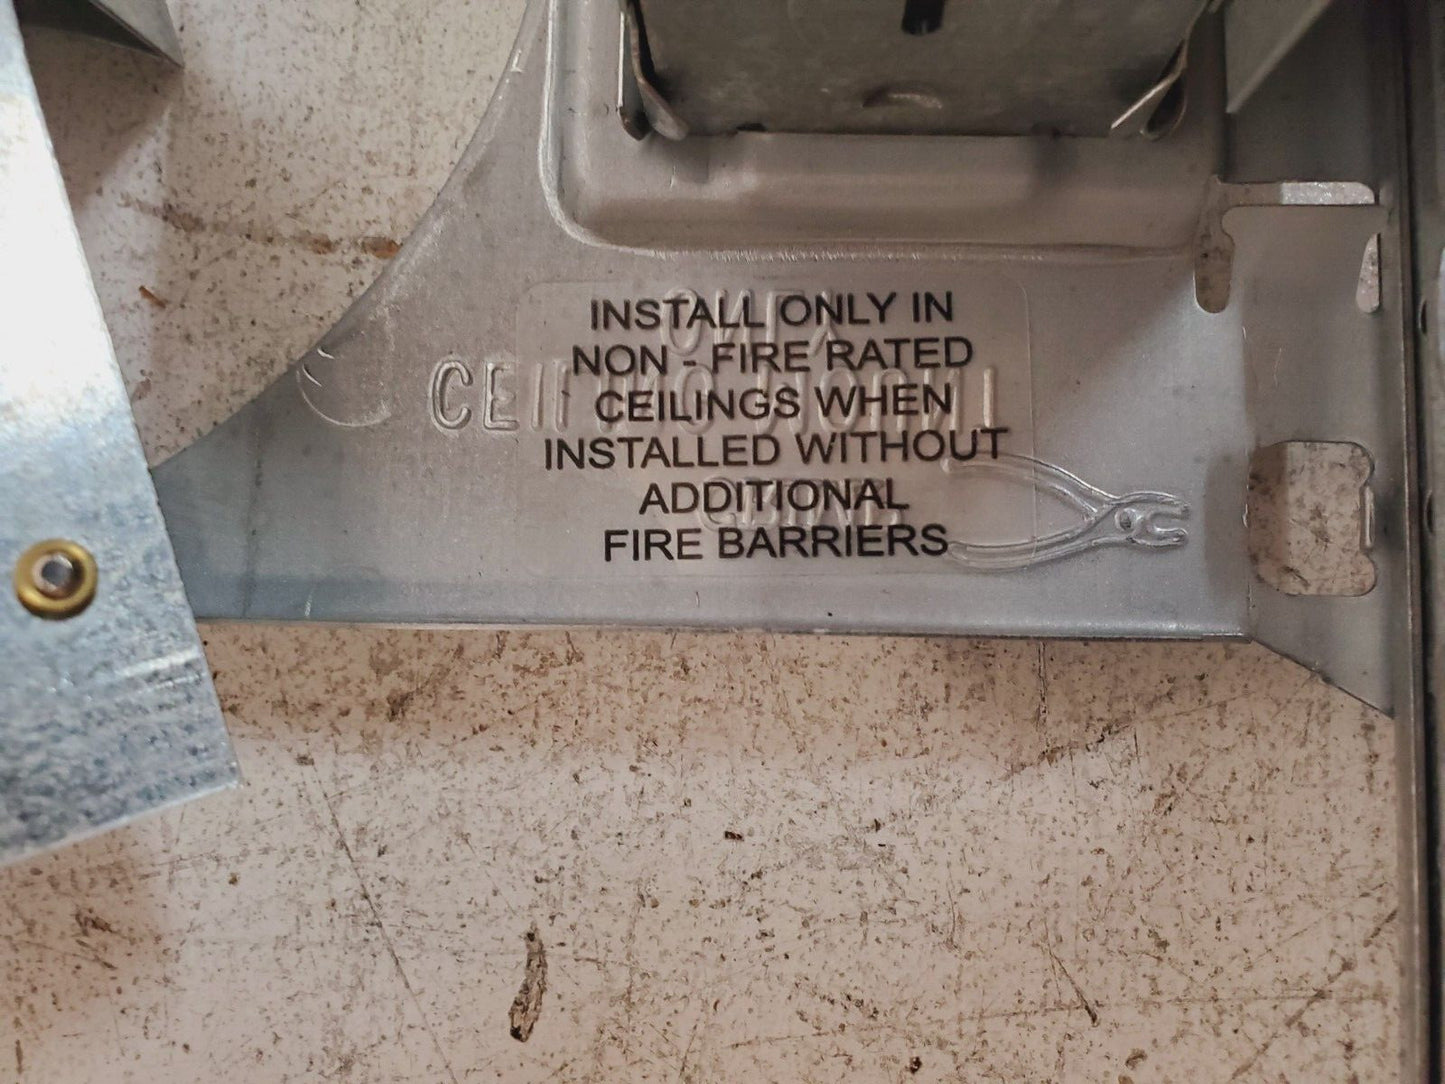 INSTALL ONLY IN
NON - FIRE RATED
CEILINGS WHEN
INSTALLED WITHOUT
ADDITIONAL
FIRE BARRIERS